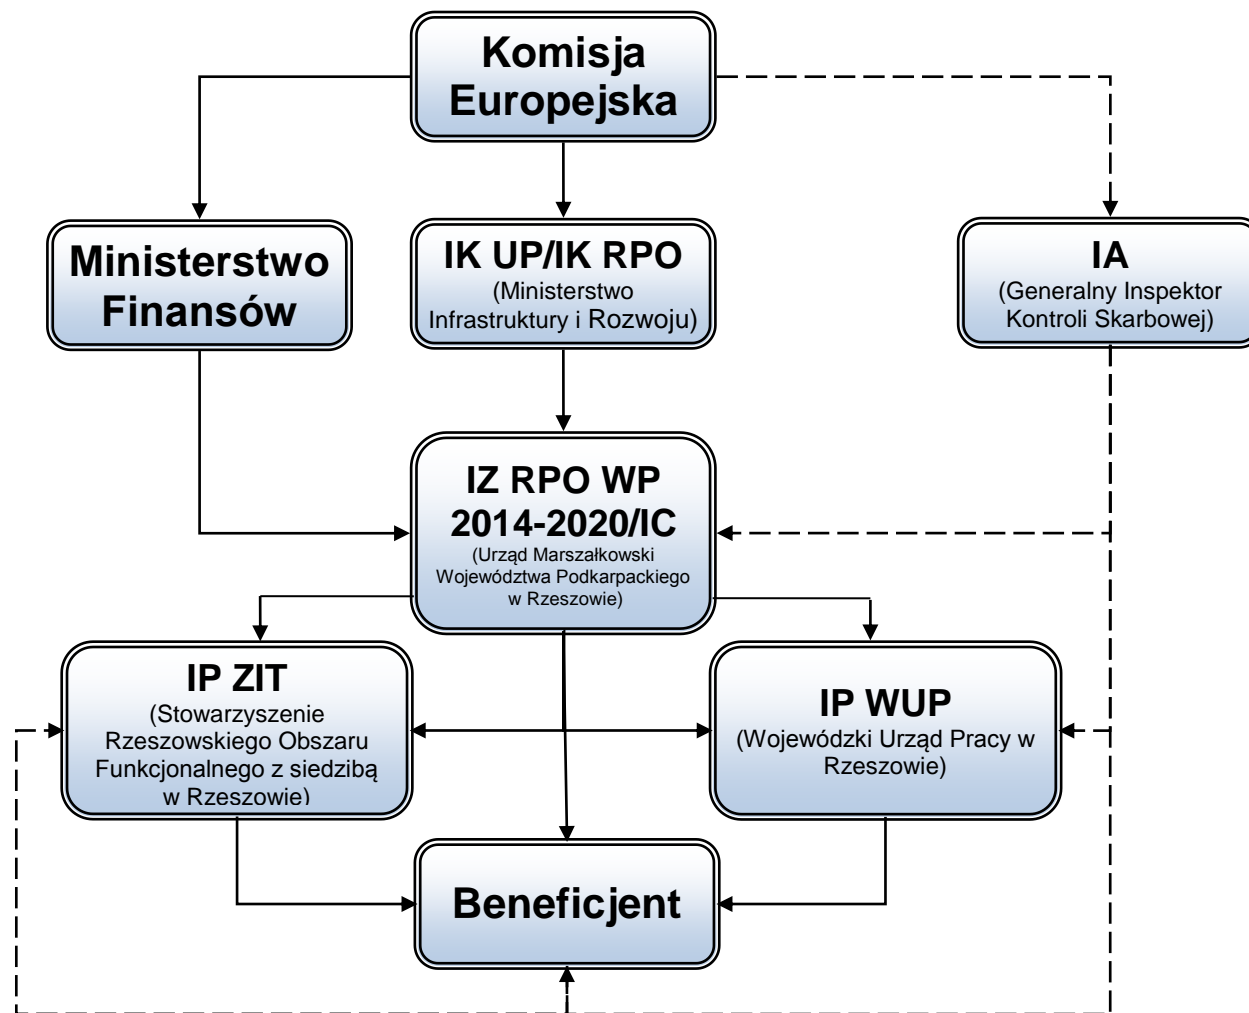 Komisja
Europejska
Ministerstwo
Finansów
IK UP/IK RPO
(Ministerstwo
Infrastruktury i Rozwoju)
IA
(Generalny Inspektor
Kontroli Skarbowej)
IZ RPO WP
2014-2020/IC
(Urząd Marszałkowski
Województwa Podkarpackiego
w Rzeszowie)
IP ZIT
(Stowarzyszenie
Rzeszowskiego Obszaru
Funkcjonalnego z siedzibą
w Rzeszowie)
IP WUP
(Wojewódzki Urząd Pracy w
Rzeszowie)
Beneficjent